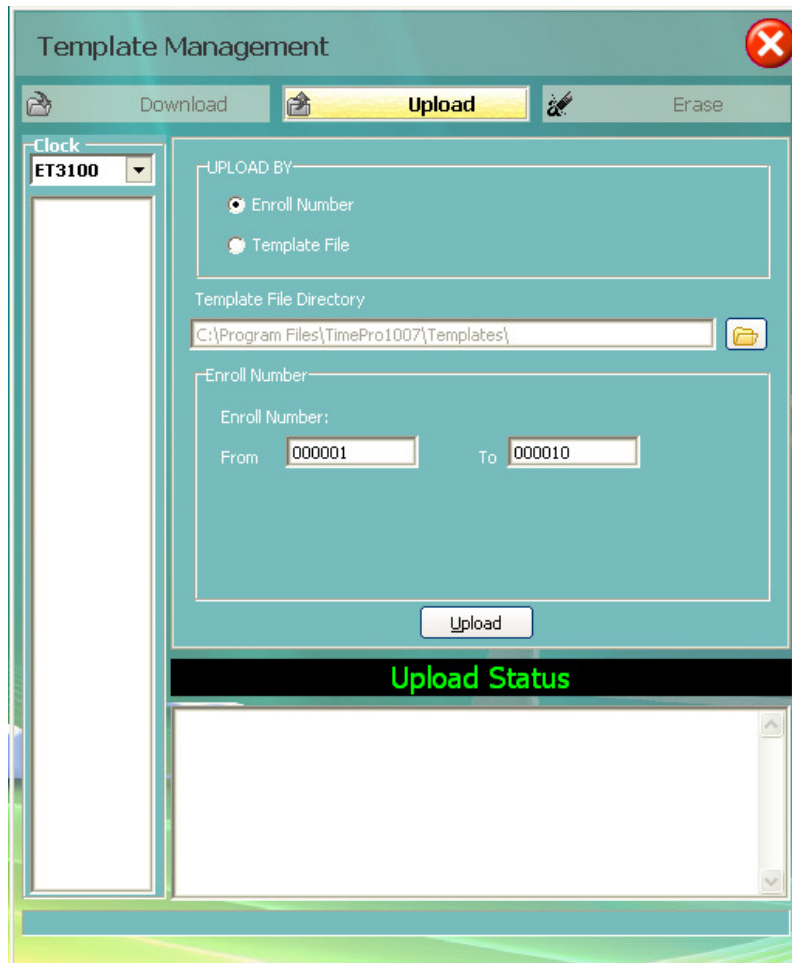 Template Management
Download Upload Erase
Clock
ET3100
UPLOAD BY
Enroll Number
Template File
Template File Directory
C:\Program Files\TimePro1007\Templates\
Enroll Number
Enroll Number:
From 000001 To 000010
Upload
Upload Status